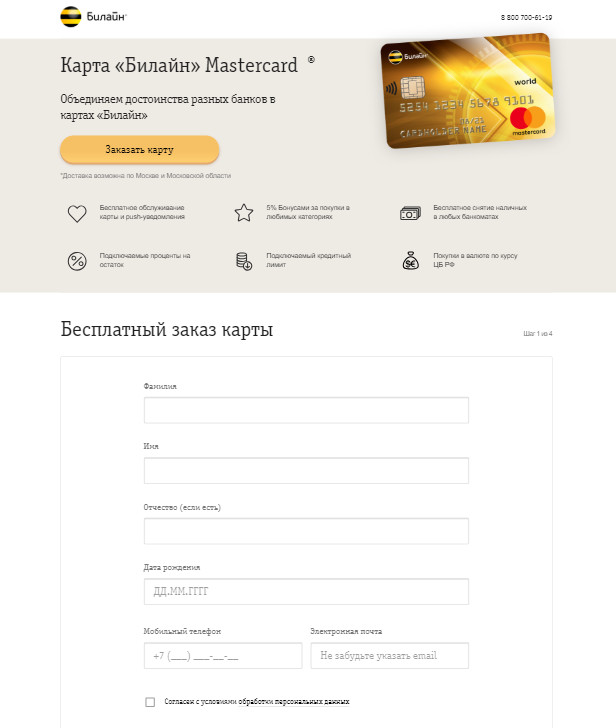 Билайн
8 800 700-61-19
Карта «Билайн» Mastercard ®
Объединяем достоинства разных банков в
картах «Билайн»
Заказать карту
*Доставка возможна по Москве и Московской области
Билайн
world
5254 1234 5678 9101
CARDHOLDER NAME
mastercard
Бесплатное обслуживание
карты и push-уведомления
5% Бонусами за покупки в
любимых категориях
Бесплатное снятие наличных
в любых банкоматах
Подключаемые проценты на
остаток
Подключаемый кредитный
лимит
Покупки в валюте по курсу
ЦБ РФ
Бесплатный заказ карты
Шаг 1 из 4
Фамилия
Имя
Отчество (если есть)
Дата рождения
ДД.ММ.ГГГГ
Мобильный телефон
Электронная почта
+7 (___) ___-__-__
Не забудьте указать email
Согласен с условиями обработки персональных данных